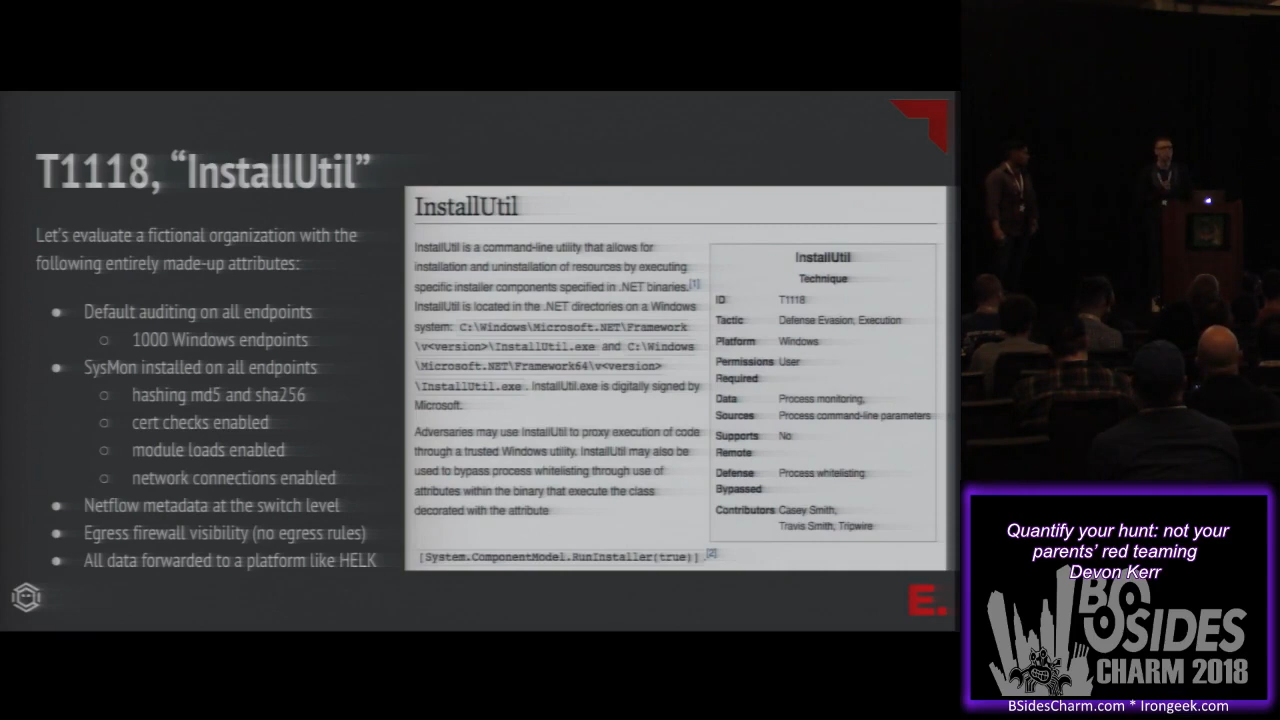 T1118, “InstallUtil”
Let's evaluate a fictional organization with the
following entirely made-up attributes:
● Default auditing on all endpoints
○ 1000 Windows endpoints
● SysMon installed on all endpoints
○ hashing md5 and sha256
○ cert checks enabled
○ module loads enabled
○ network connections enabled
● Netflow metadata at the switch level
● Egress firewall visibility (no egress rules)
● All data forwarded to a platform like HELK
InstallUtil
InstallUtil is a command-line utility that allows for
installation and uninstallation of resources by executing
specific installer components specified in .NET binaries.[1]
InstallUtil is located in the .NET directories on a Windows
system: C:\Windows\Microsoft.NET\Framework
\v<version>\InstallUtil.exe and C:\Windows
\Microsoft.NET\Framework64\v<version>
\InstallUtil.exe. InstallUtil.exe is digitally signed by
Microsoft.
Adversaries may use InstallUtil to proxy execution of code
through a trusted Windows utility. InstallUtil may also be
used to bypass process whitelisting through use of
attributes within the binary that execute the class
decorated with the attribute
[System.ComponentModel.RunInstaller(true)].[2]
InstallUtil
Technique
ID T1118
Tactic Defense Evasion, Execution
Platform Windows
Permissions User
Required
Data Process monitoring,
Sources Process command-line parameters
Supports No
Remote
Defense Process whitelisting
Bypassed
Contributors Casey Smith,
Travis Smith, Tripwire
E.
Quantify your hunt: not your
parents' red teaming
Devon Kerr
BSIDES
CHARM 2018
BSidesCharm.com * Irongeek.com